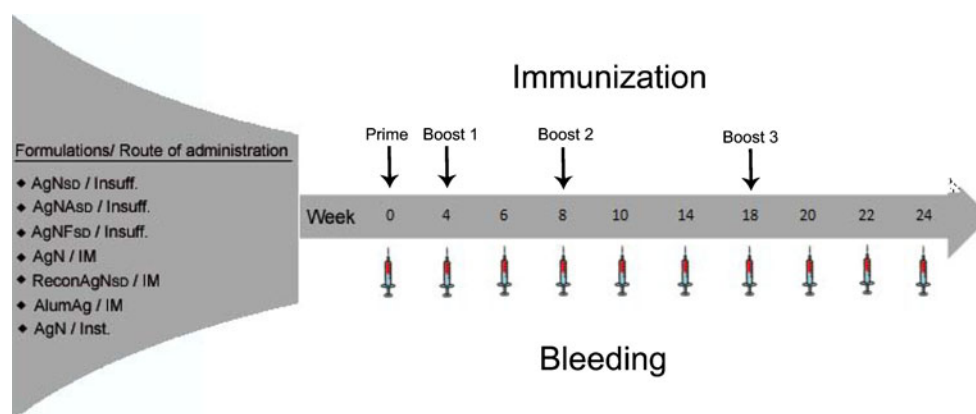 Immunization
Prime Boost 1 Boost 2 Boost 3
Formulations/ Route of administration
◆ AgNSD / Insuff.
◆ AgNASD / Insuff.
◆ AgNFSD / Insuff.
◆ AgN / IM
◆ ReconAgNSD / IM
◆ AlumAg / IM
◆ AgN / Inst.
Week 0 4 6 8 10 14 18 20 22 24
Bleeding